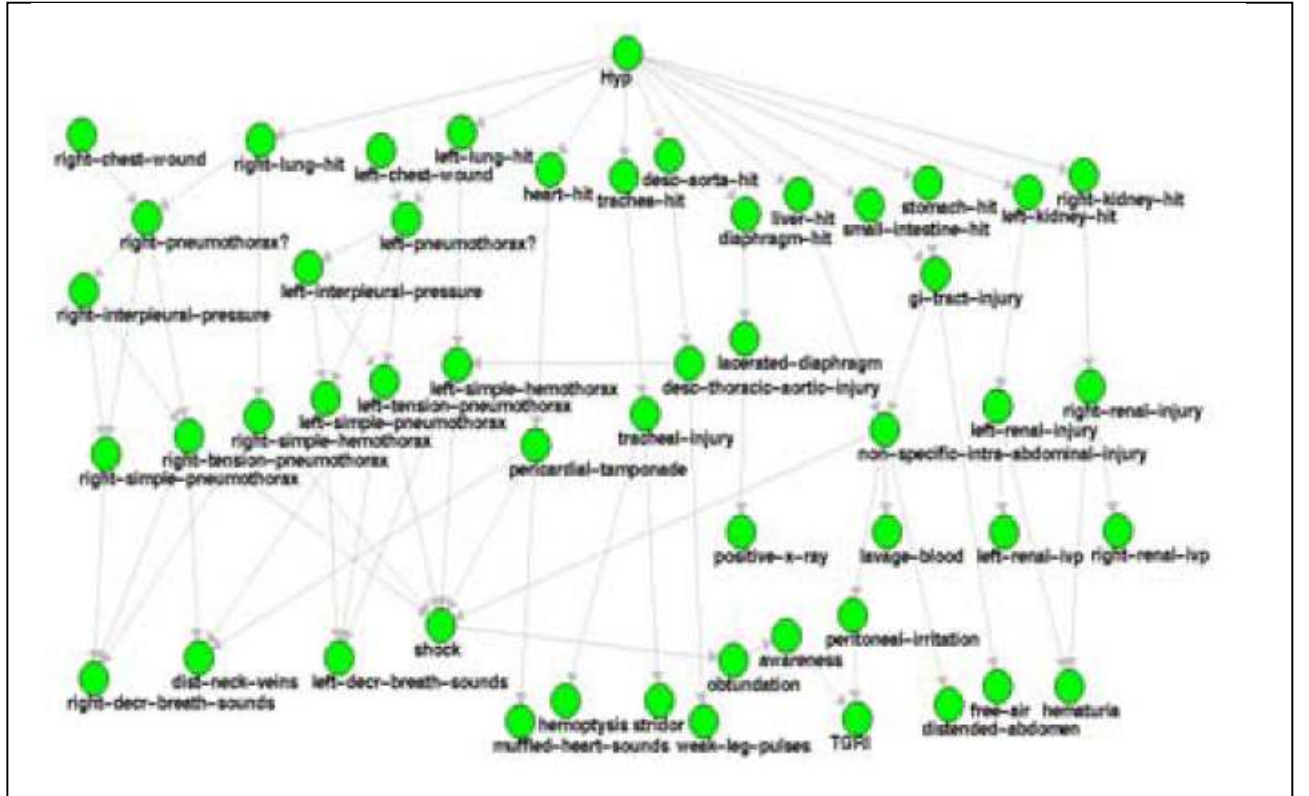 Hyp
right-chest-wound
right-lung-hit
left-chest-wound
left-lung-hit
heart-hit
trachea-hit
desc-aorta-hit
diaphragm-hit
liver-hit
small-intestine-hit
stomach-hit
left-kidney-hit
right-kidney-hit
right-pneumothorax?
left-pneumothorax?
left-interpleural-pressure
gi-tract-injury
right-interpleural-pressure
lacerated-diaphragm
left-simple-hemothorax
desc-thoracic-aortic-injury
left-tension-pneumothorax
left-simple-pneumothorax
right-simple-hemothorax
right-tension-pneumothorax
right-simple-pneumothorax
pericardial-tamponade
tracheal-injury
right-renal-injury
left-renal-injury
non-specific-intra-abdominal-injury
positive-x-ray
lavage-blood
left-renal-ivp
right-renal-ivp
shock
peritoneal-irritation
awareness
obtundation
dist-neck-veins
left-decr-breath-sounds
right-decr-breath-sounds
hemoptysis
stridor
muffled-heart-sounds
weak-leg-pulses
free-air
hematuria
distended-abdomen